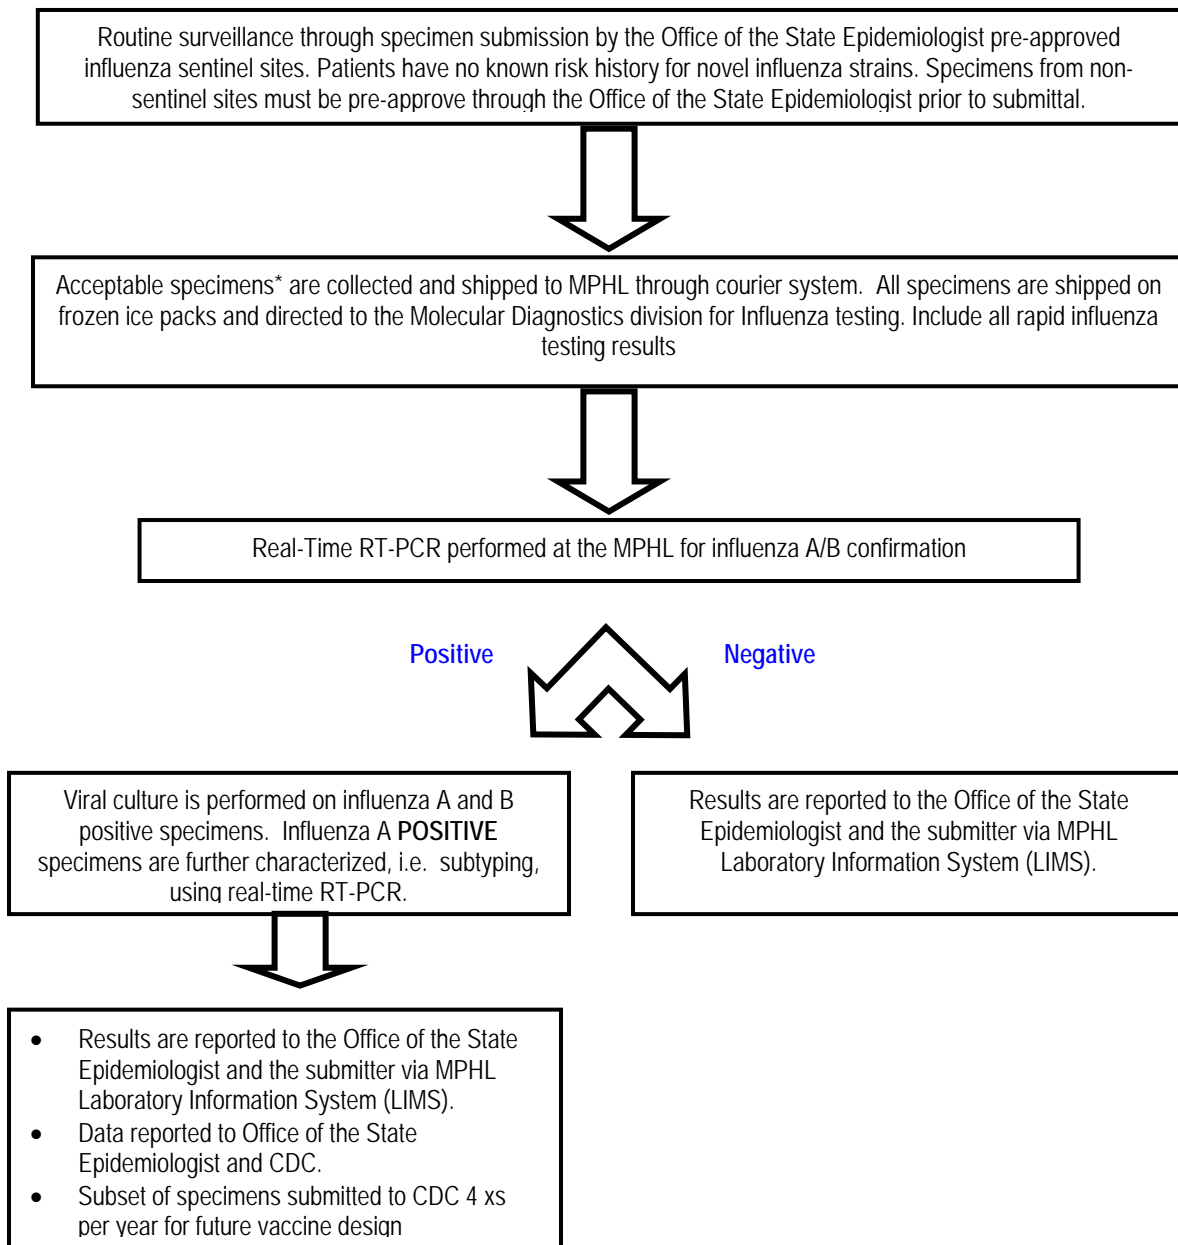 Routine surveillance through specimen submission by the Office of the State Epidemiologist pre-approved
influenza sentinel sites. Patients have no known risk history for novel influenza strains. Specimens from non-
sentinel sites must be pre-approve through the Office of the State Epidemiologist prior to submittal.
Acceptable specimens* are collected and shipped to MPHL through courier system.  All specimens are shipped on
frozen ice packs and directed to the Molecular Diagnostics division for Influenza testing. Include all rapid influenza
testing results
Real-Time RT-PCR performed at the MPHL for influenza A/B confirmation
Positive
Negative
Viral culture is performed on influenza A and B
positive specimens.  Influenza A POSITIVE
specimens are further characterized, i.e.  subtyping,
using real-time RT-PCR.
Results are reported to the Office of the State
Epidemiologist and the submitter via MPHL
Laboratory Information System (LIMS).
• Results are reported to the Office of the State
Epidemiologist and the submitter via MPHL
Laboratory Information System (LIMS).
• Data reported to Office of the State
Epidemiologist and CDC.
• Subset of specimens submitted to CDC 4 xs
per year for future vaccine design